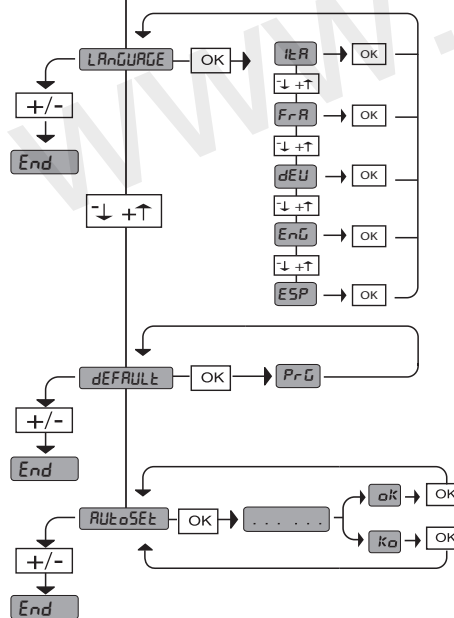 LAnGUAGE OK ItA OK
-↓ +↑
FrA OK
+/-
-↓ +↑
End
dEU OK
-↓ +↑
-↓ +↑
EnG OK
-↓ +↑
ESP OK
dEFAULt OK PrG
+/-
End
AUtoSEt OK . . . . . . oK OK
Ko OK
+/-
End
www.